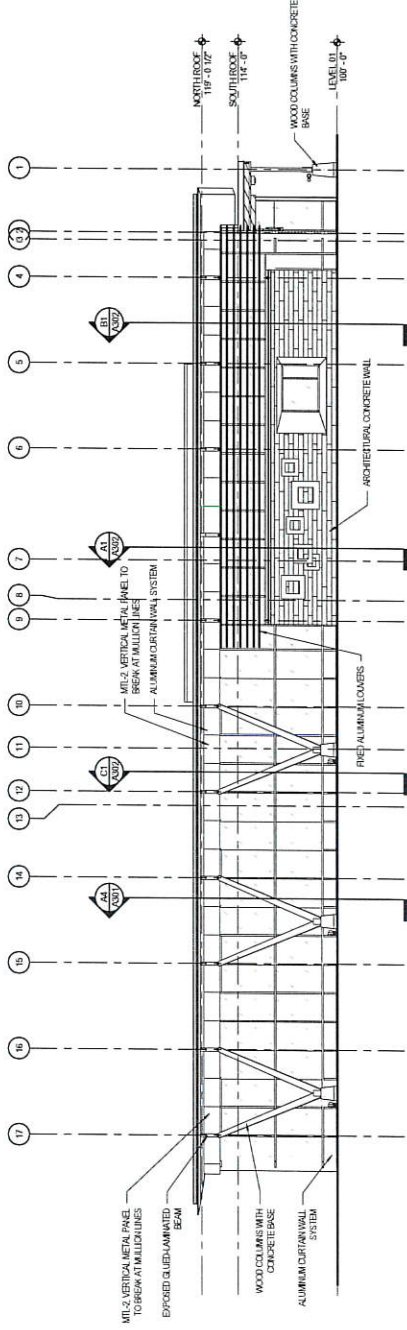 17
16
15
14
13
12
11
10
9
8
7
6
5
4
2
1
A4
A301
C1
A302
A1
A302
B1
A302
MTL-2. VERTICAL METAL PANEL
TO BREAK AT MULLION LINES
EXPOSED GLUED-LAMINATED
BEAM
WOOD COLUMNS WITH
CONCRETE BASE
ALUMINUM CURTAIN WALL
SYSTEM
MTL-2. VERTICAL METAL PANEL TO
BREAK AT MULLION LINES
ALUMINUM CURTAIN WALL SYSTEM
FIXED ALUMINUM LOUVERS
ARCHITECTURAL CONCRETE WALL
NORTH ROOF
119' - 0 1/2"
SOUTH ROOF
114' - 0"
LEVEL 01
100' - 0"
WOOD COLUMNS WITH CONCRETE
BASE